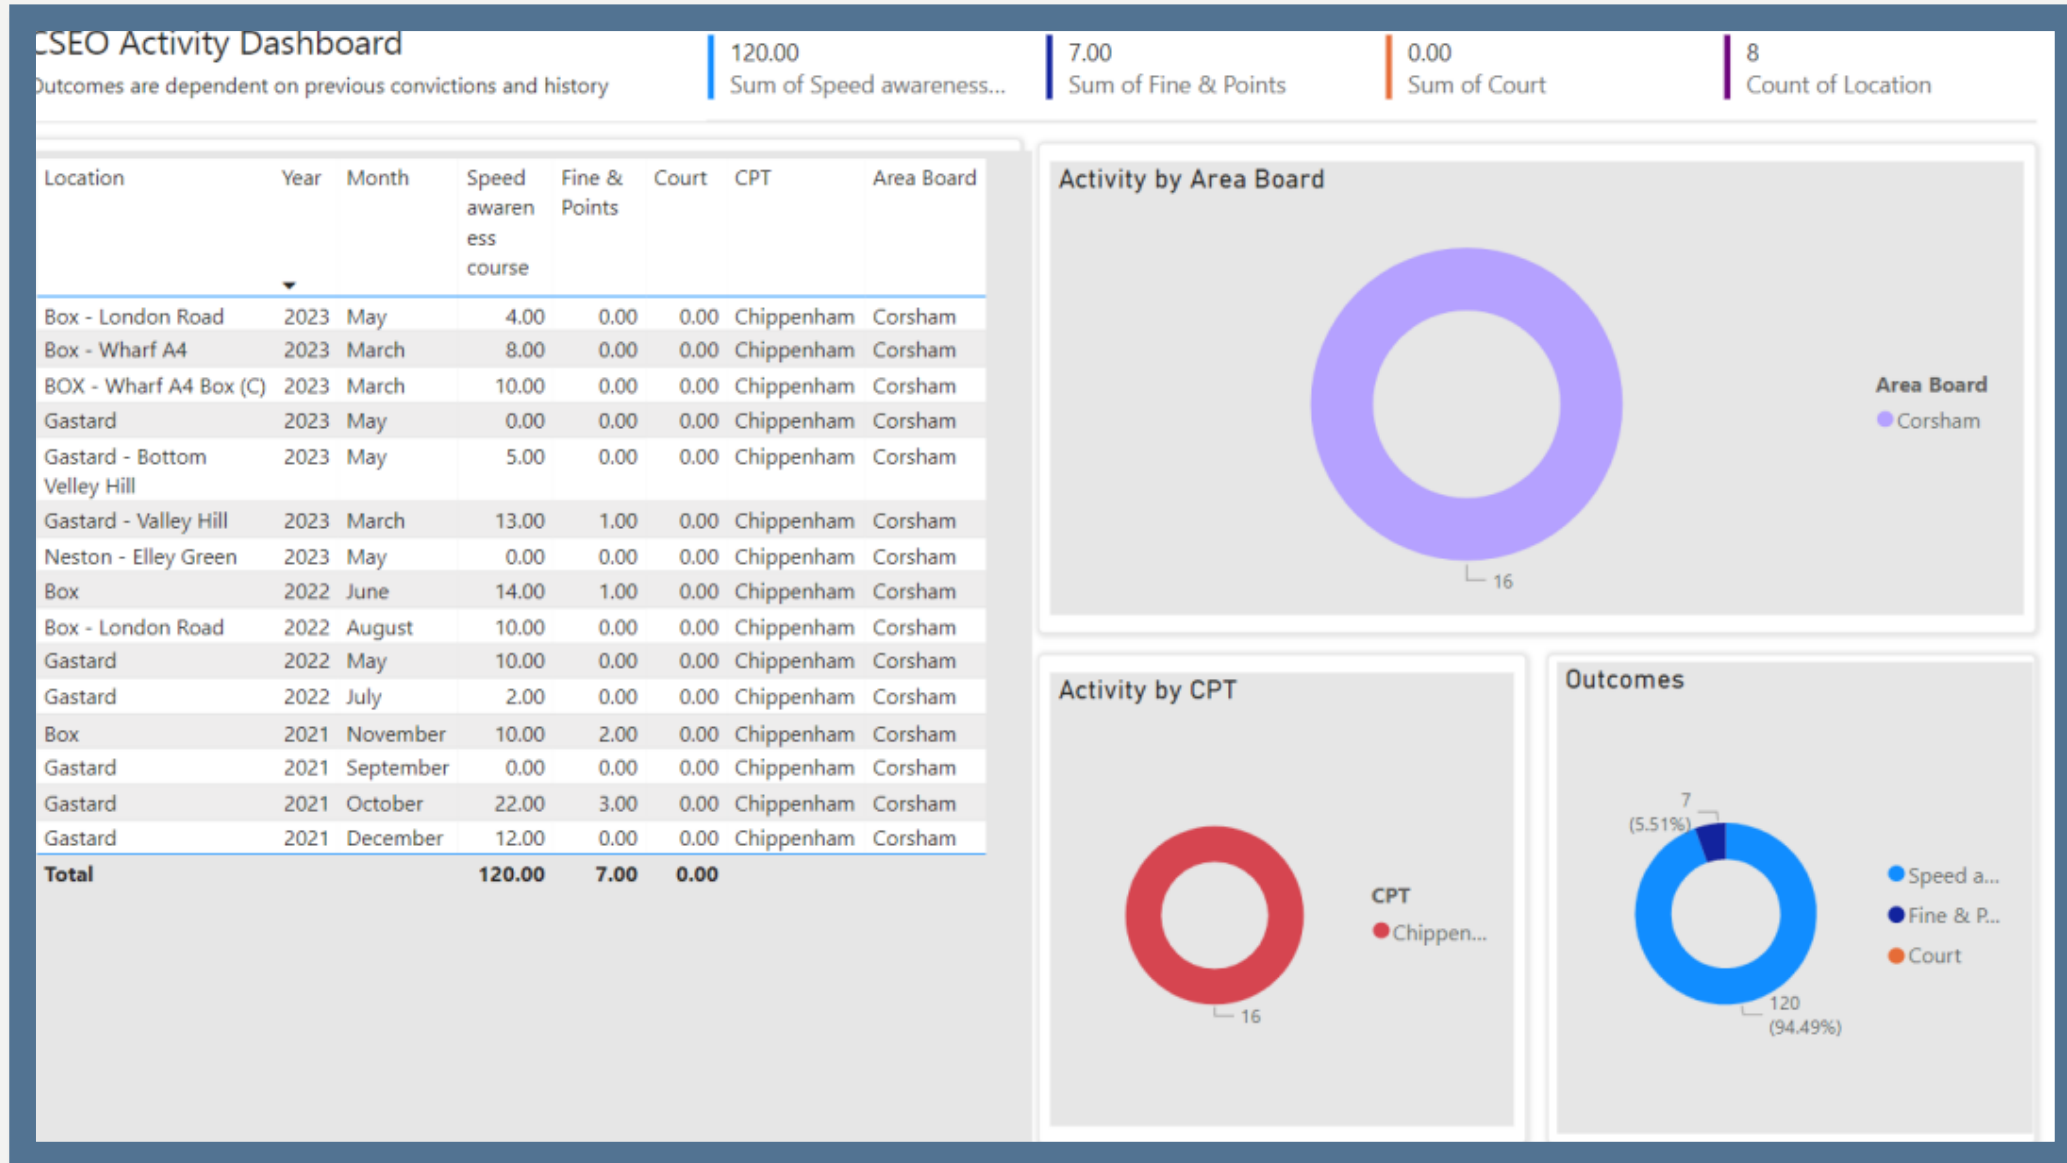 CSEO Activity Dashboard
Outcomes are dependent on previous convictions and history
120.00
Sum of Speed awareness...
7.00
Sum of Fine & Points
0.00
Sum of Court
8
Count of Location
Location Year Month Speed awaren ess course Fine & Points Court CPT Area Board
Box - London Road 2023 May 4.00 0.00 0.00 Chippenham Corsham
Box - Wharf A4 2023 March 8.00 0.00 0.00 Chippenham Corsham
BOX - Wharf A4 Box (C) 2023 March 10.00 0.00 0.00 Chippenham Corsham
Gastard 2023 May 0.00 0.00 0.00 Chippenham Corsham
Gastard - Bottom Velley Hill 2023 May 5.00 0.00 0.00 Chippenham Corsham
Gastard - Valley Hill 2023 March 13.00 1.00 0.00 Chippenham Corsham
Neston - Elley Green 2023 May 0.00 0.00 0.00 Chippenham Corsham
Box 2022 June 14.00 1.00 0.00 Chippenham Corsham
Box - London Road 2022 August 10.00 0.00 0.00 Chippenham Corsham
Gastard 2022 May 10.00 0.00 0.00 Chippenham Corsham
Gastard 2022 July 2.00 0.00 0.00 Chippenham Corsham
Box 2021 November 10.00 2.00 0.00 Chippenham Corsham
Gastard 2021 September 0.00 0.00 0.00 Chippenham Corsham
Gastard 2021 October 22.00 3.00 0.00 Chippenham Corsham
Gastard 2021 December 12.00 0.00 0.00 Chippenham Corsham
Total 120.00 7.00 0.00
Activity by Area Board
Area Board
Corsham
16
Activity by CPT
CPT
Chippen...
16
Outcomes
7
(5.51%)
Speed a...
Fine & P...
Court
120
(94.49%)